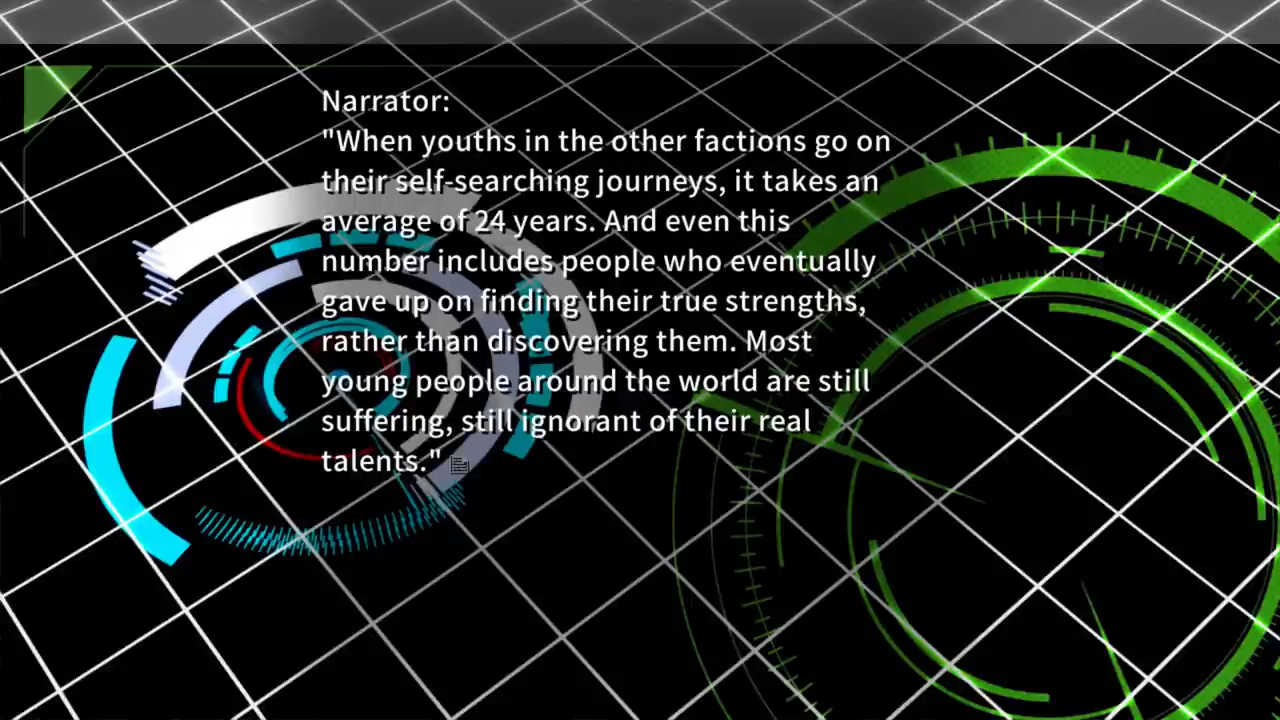 Narrator:
"When youths in the other factions go on
their self-searching journeys, it takes an
average of 24 years. And even this
number includes people who eventually
gave up on finding their true strengths,
rather than discovering them. Most
young people around the world are still
suffering, still ignorant of their real
talents."